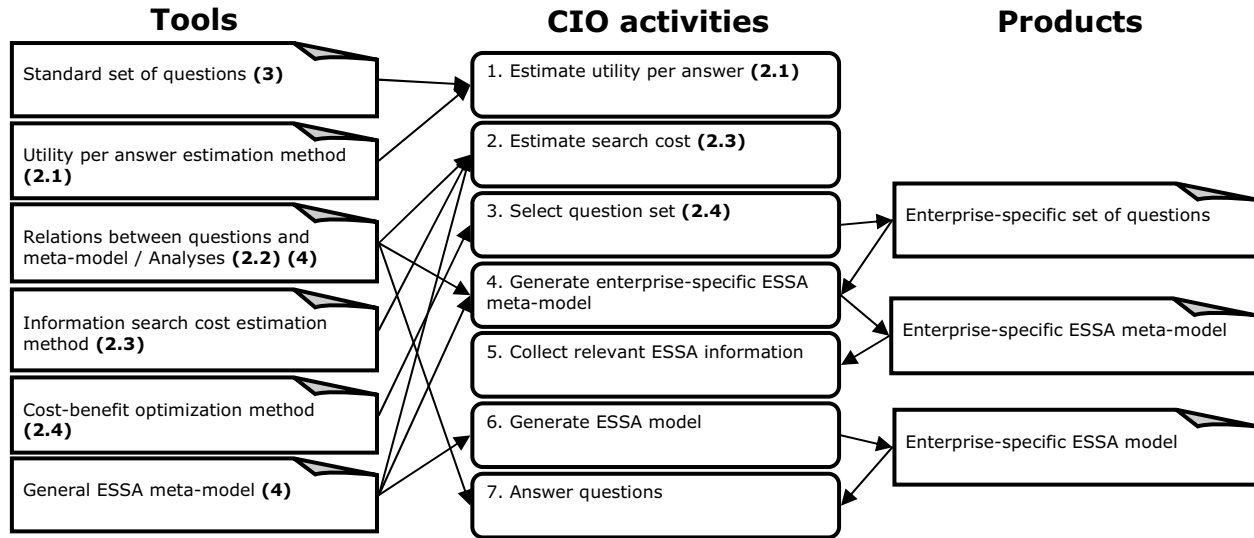 Tools
CIO activities
Products
Standard set of questions (3)
Utility per answer estimation method
(2.1)
Relations between questions and
meta-model / Analyses (2.2) (4)
Information search cost estimation
method (2.3)
Cost-benefit optimization method
(2.4)
General ESSA meta-model (4)
1. Estimate utility per answer (2.1)
2. Estimate search cost (2.3)
3. Select question set (2.4)
4. Generate enterprise-specific ESSA
meta-model
5. Collect relevant ESSA information
6. Generate ESSA model
7. Answer questions
Enterprise-specific set of questions
Enterprise-specific ESSA meta-model
Enterprise-specific ESSA model